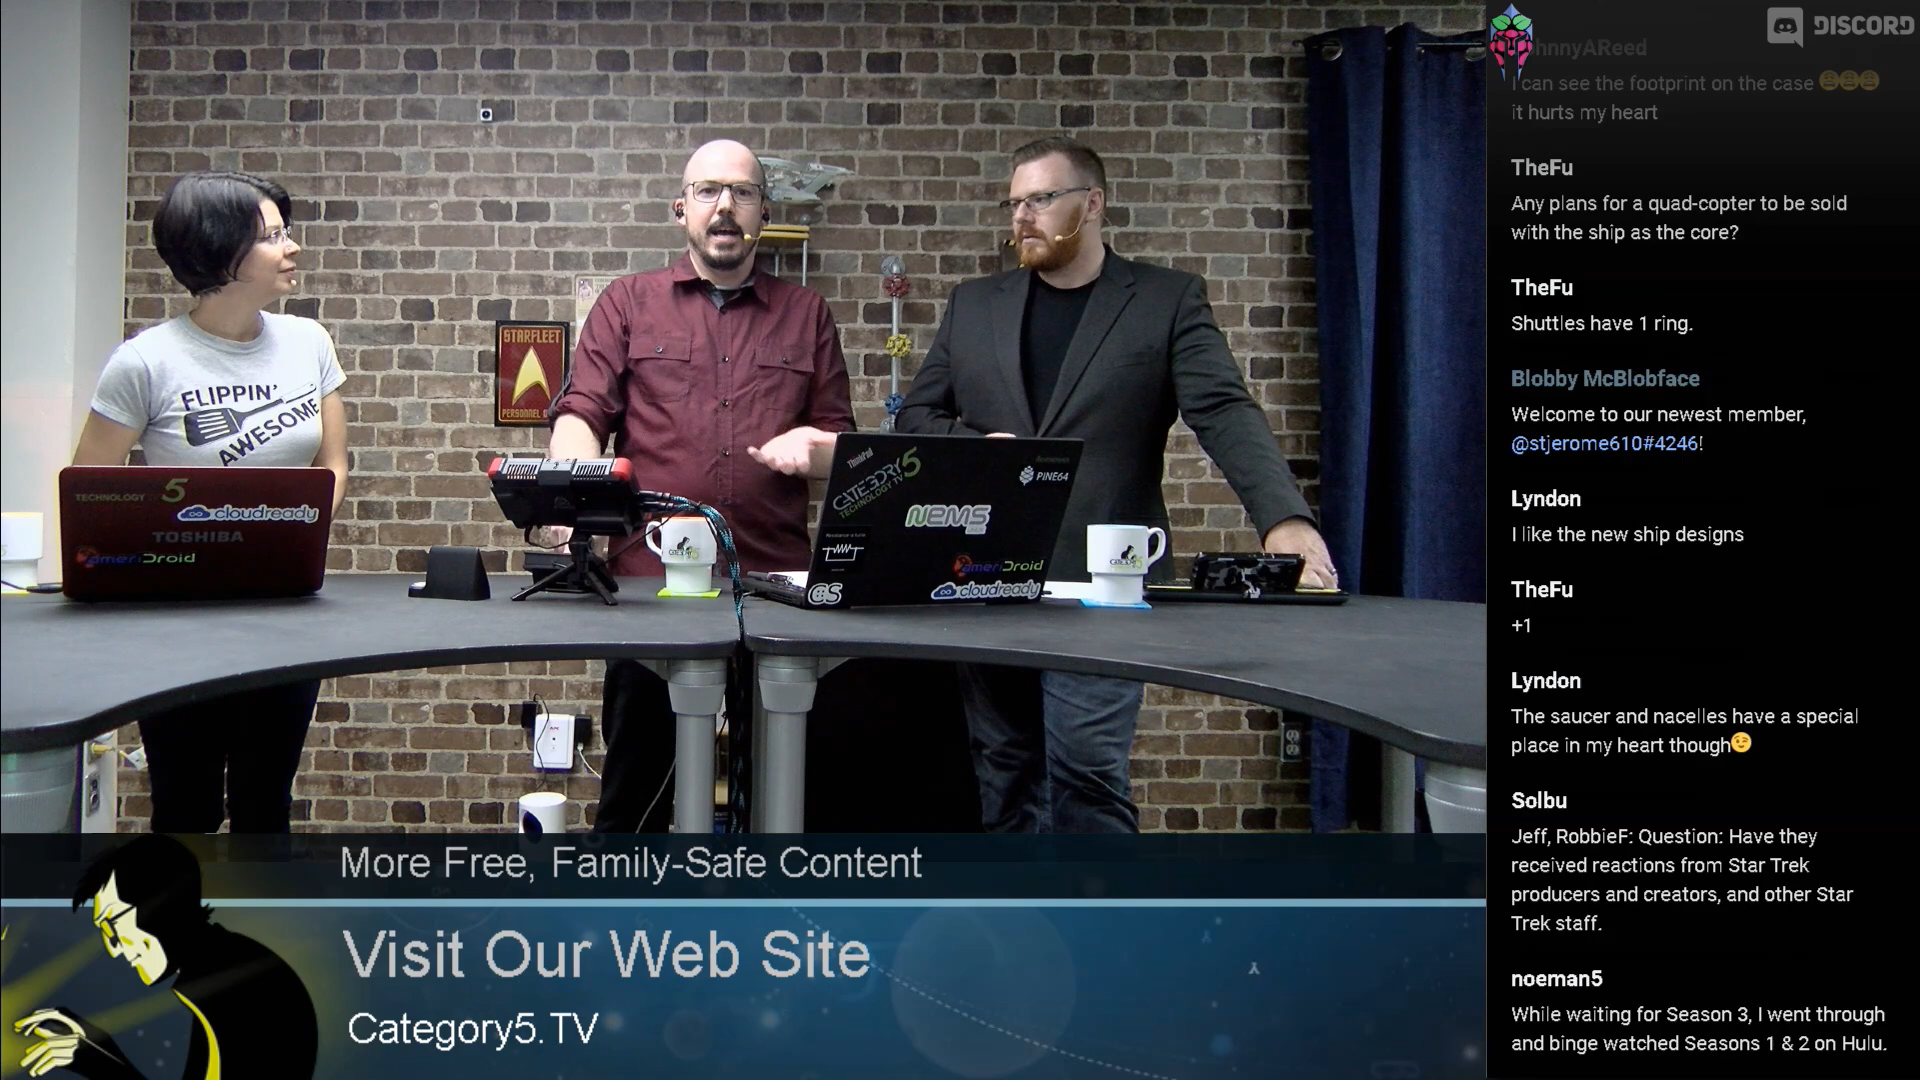 STARFLEET
PERSONNEL
FLIPPIN'
AWESOME
TECHNOLOGY
5
cloudready
TOSHIBA
ameriDroid
ThinkPad
CATEGORY5
TECHNOLOGY TV
PINE64
NEMS
ameriDroid
cloudready
DISCORD
I can see the footprint on the case 😩😩😩
it hurts my heart
TheFu
Any plans for a quad-copter to be sold
with the ship as the core?
TheFu
Shuttles have 1 ring.
Blobby McBlobface
Welcome to our newest member,
@stjerome610#4246!
Lyndon
I like the new ship designs
TheFu
+1
Lyndon
The saucer and nacelles have a special
place in my heart though😉
Solbu
Jeff, RobbieF: Question: Have they
received reactions from Star Trek
producers and creators, and other Star
Trek staff.
noeman5
While waiting for Season 3, I went through
and binge watched Seasons 1 & 2 on Hulu.
More Free, Family-Safe Content
Visit Our Web Site
Category5.TV